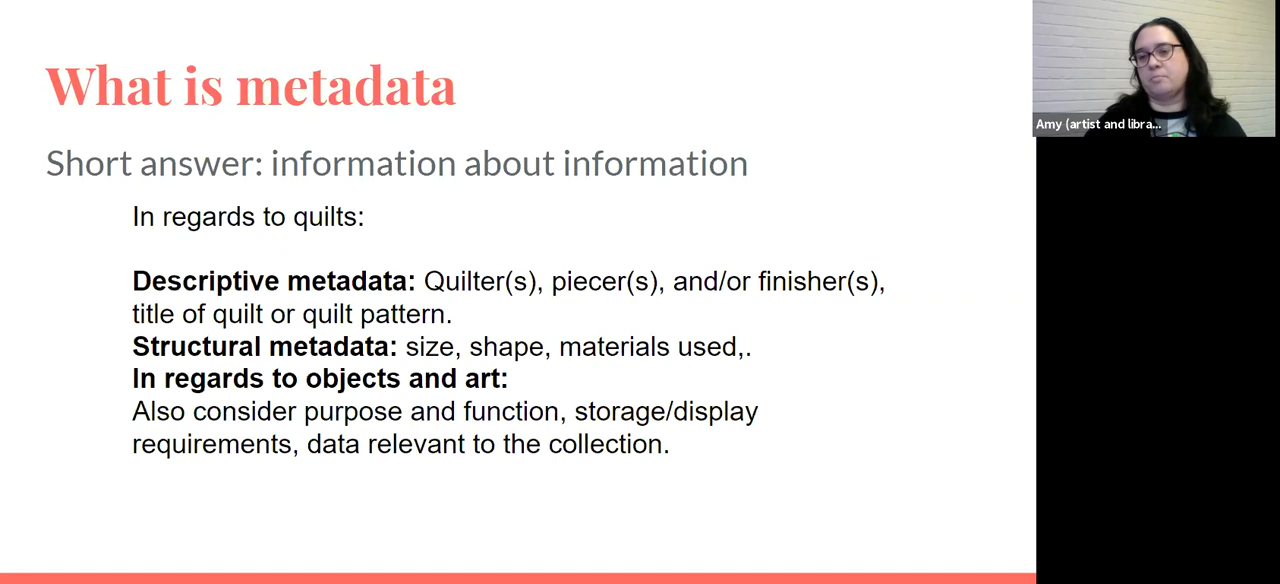 What is metadata
Short answer: information about information
In regards to quilts:
Descriptive metadata: Quilter(s), piecer(s), and/or finisher(s),
title of quilt or quilt pattern.
Structural metadata: size, shape, materials used,.
In regards to objects and art:
Also consider purpose and function, storage/display
requirements, data relevant to the collection.
Amy (artist and libra...